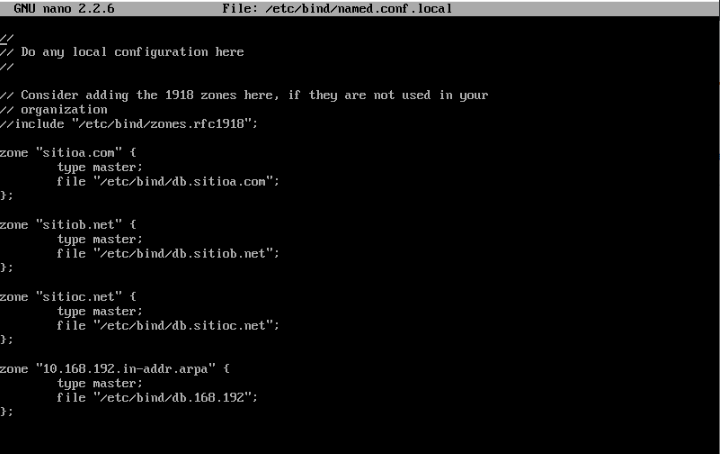 GNU nano 2.2.6 File: /etc/bind/named.conf.local
//
// Do any local configuration here
//
// Consider adding the 1918 zones here, if they are not used in your
// organization
//include "/etc/bind/zones.rfc1918";
zone "sitioa.com" {
type master;
file "/etc/bind/db.sitioa.com";
};
zone "sitiob.net" {
type master;
file "/etc/bind/db.sitiob.net";
};
zone "sitioc.net" {
type master;
file "/etc/bind/db.sitioc.net";
};
zone "10.168.192.in-addr.arpa" {
type master;
file "/etc/bind/db.168.192";
};